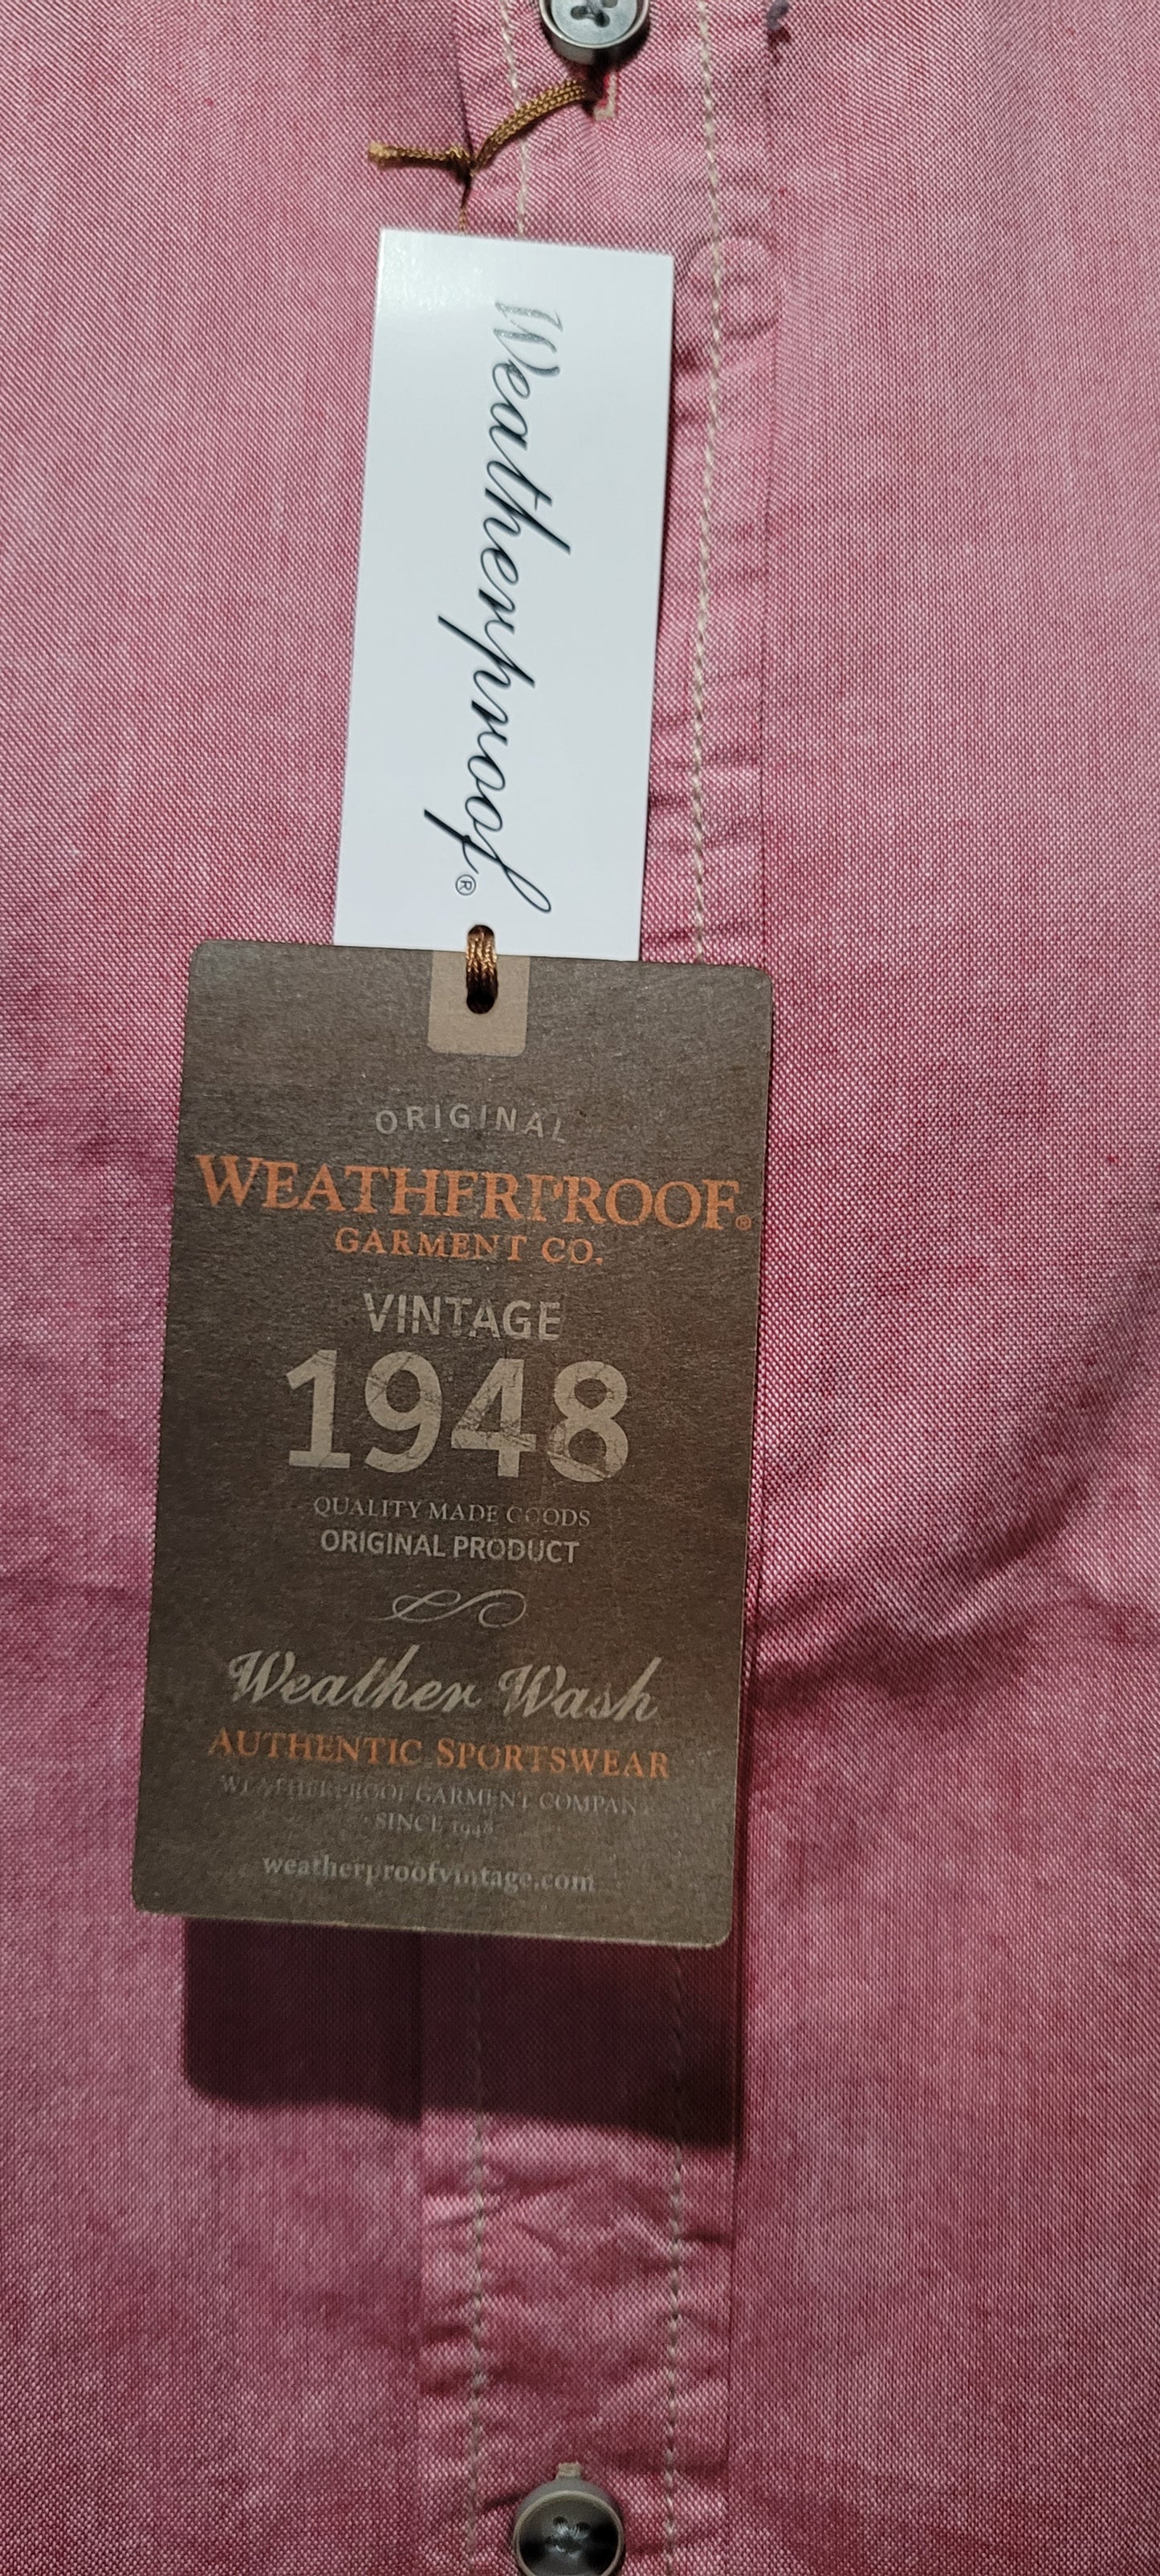 Weatherproof®
ORIGINAL
WEATHERPROOF®
GARMENT CO.
VINTAGE
1948
QUALITY MADE GOODS
ORIGINAL PRODUCT
Weather Wash
AUTHENTIC SPORTSWEAR
WEATHERPROOF GARMENT COMPANY
SINCE 1948
weatherproofvintage.com